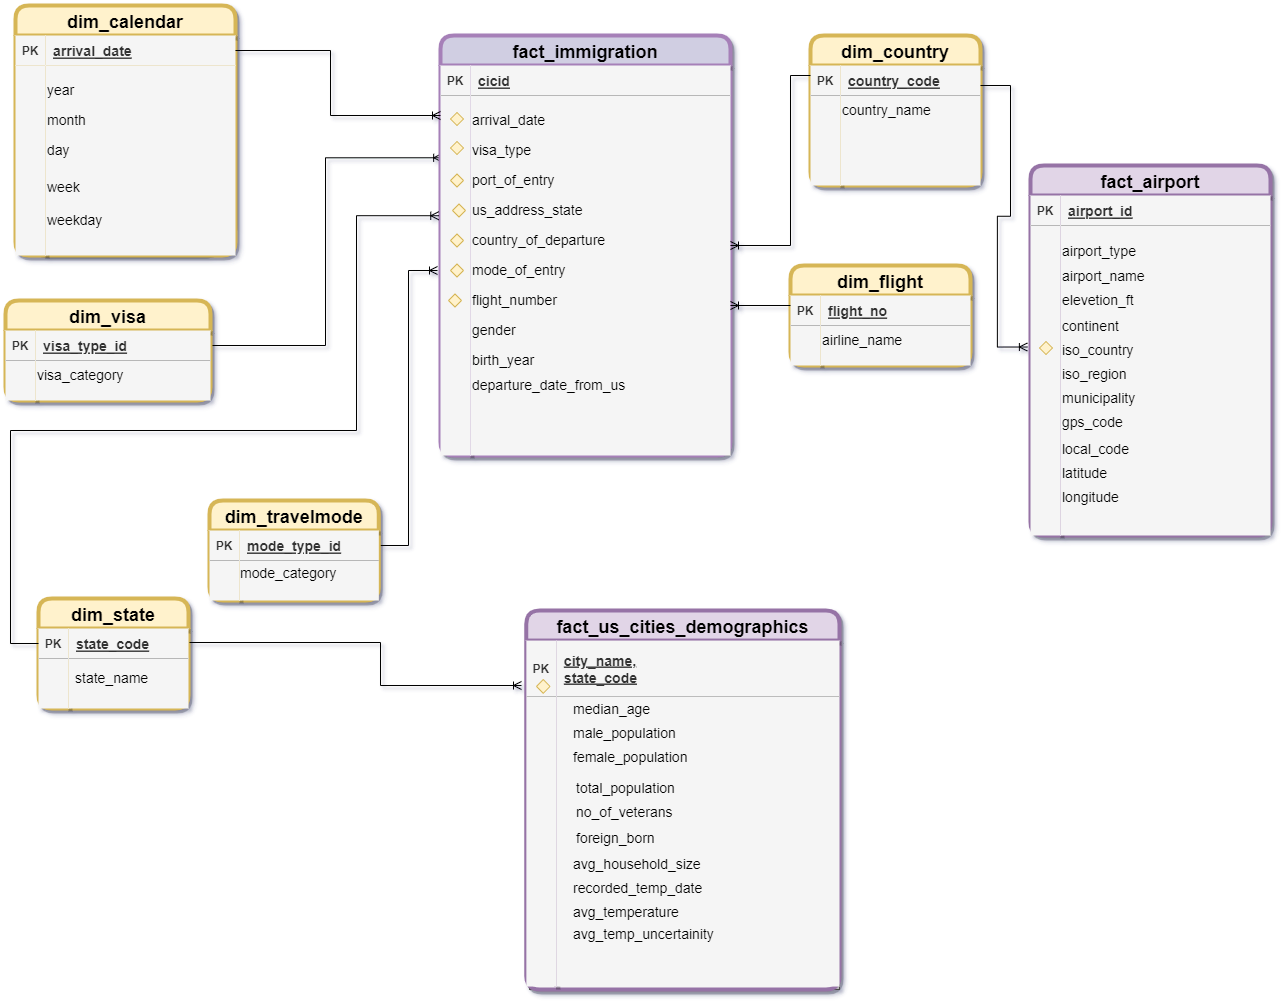 dim_calendar
PK arrival_date
year
month
day
week
weekday
fact_immigration
PK cicid
arrival_date
visa_type
port_of_entry
us_address_state
country_of_departure
mode_of_entry
flight_number
gender
birth_year
departure_date_from_us
dim_country
PK country_code
country_name
fact_airport
PK airport_id
airport_type
airport_name
elevetion_ft
continent
iso_country
iso_region
municipality
gps_code
local_code
latitude
longitude
dim_flight
PK flight_no
airline_name
dim_visa
PK visa_type_id
visa_category
dim_travelmode
PK mode_type_id
mode_category
dim_state
PK state_code
state_name
fact_us_cities_demographics
PK city_name,
state_code
median_age
male_population
female_population
total_population
no_of_veterans
foreign_born
avg_household_size
recorded_temp_date
avg_temperature
avg_temp_uncertainity